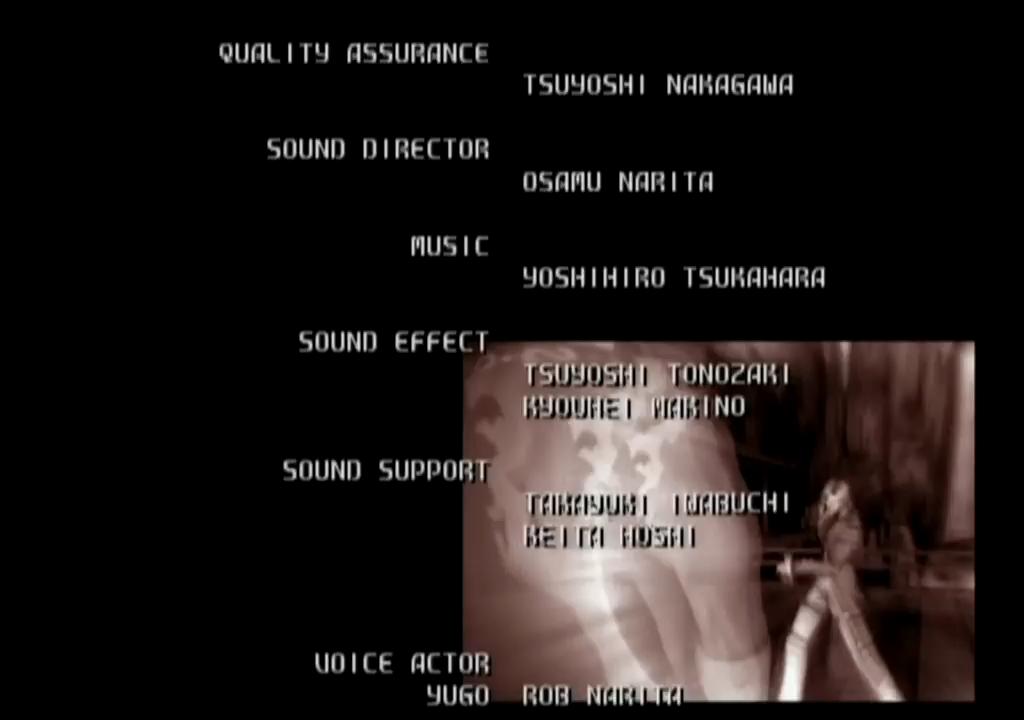 QUALITY ASSURANCE
TSUYOSHI NAKAGAWA
SOUND DIRECTOR
OSAMU NARITA
MUSIC
YOSHIHIRO TSUKAHARA
SOUND EFFECT
TSUYOSHI TONOZAKI
KYOUHEI MAKINO
SOUND SUPPORT
TAKAYUKI IWABUCHI
KEITA HOSHI
VOICE ACTOR
YUGO ROB NARITA